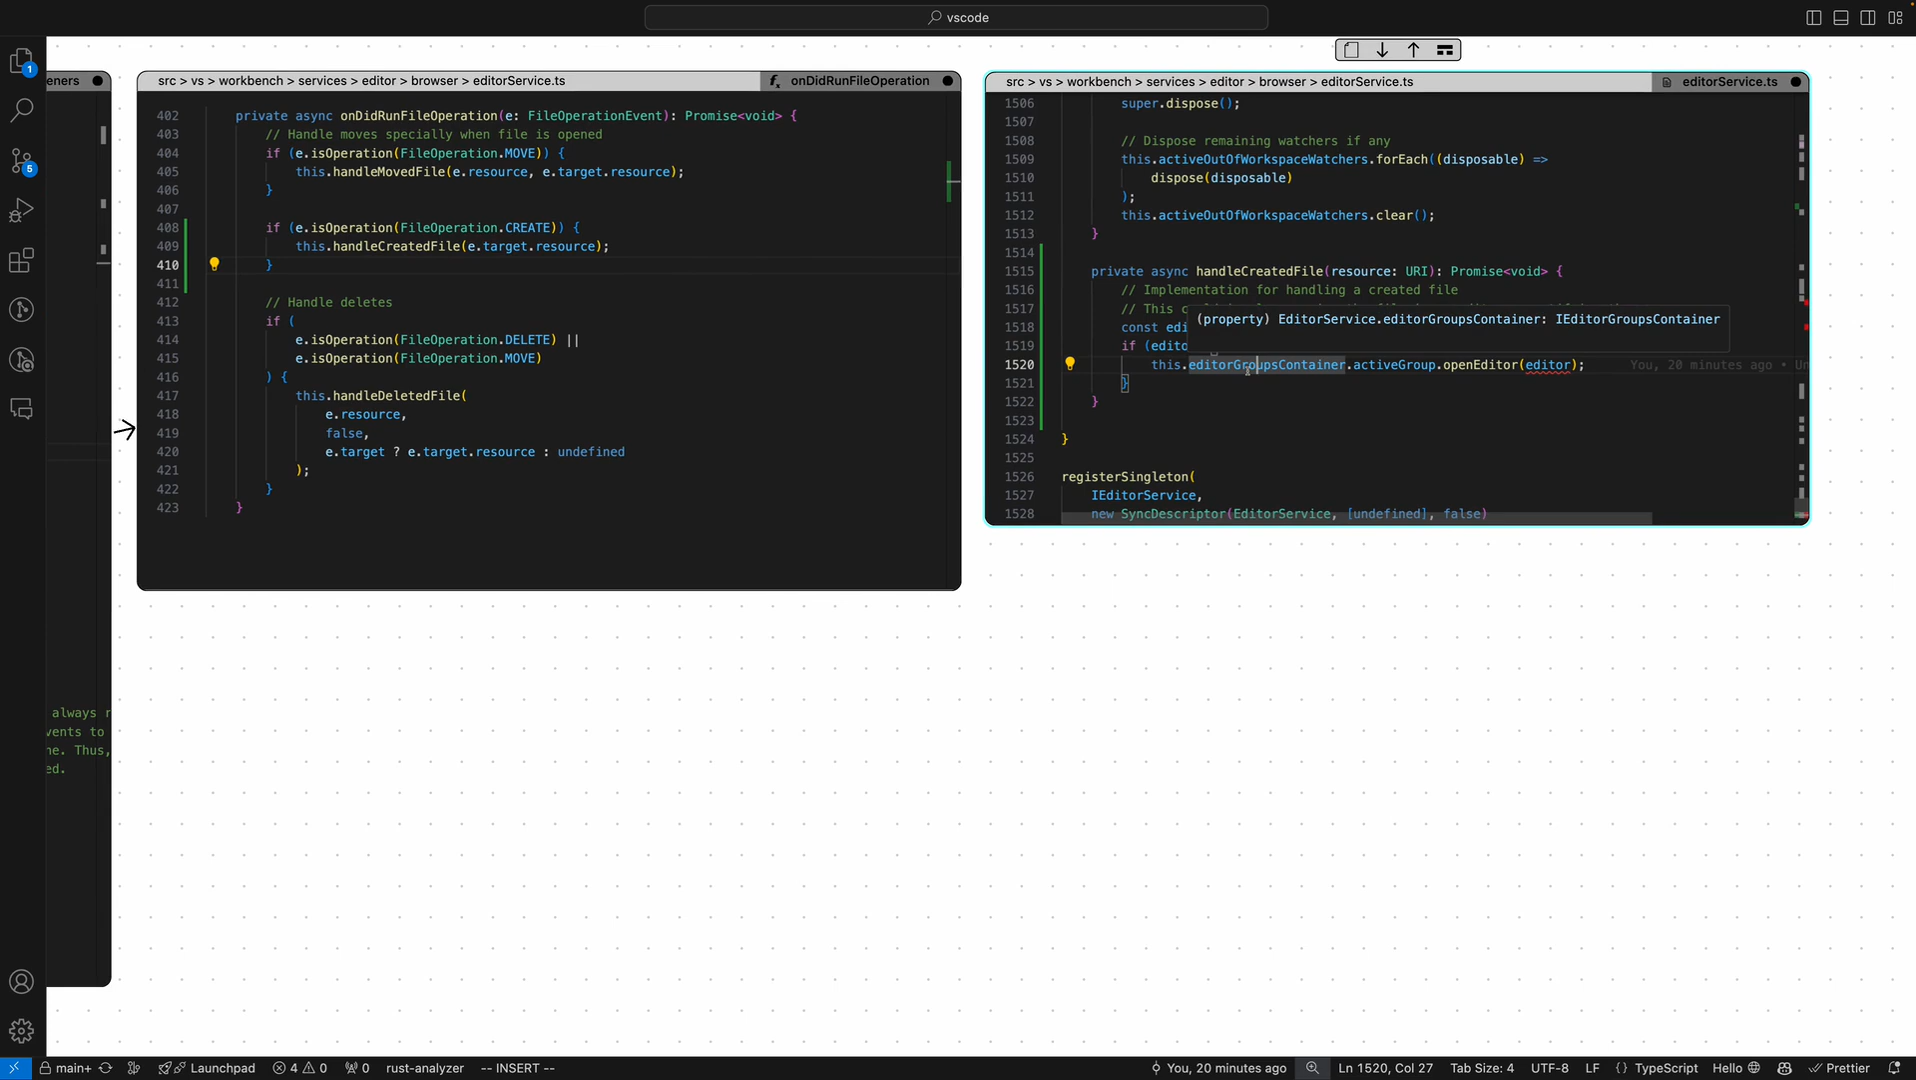 vscode
eners
src > vs > workbench > services > editor > browser > editorService.ts
onDidRunFileOperation
402 private async onDidRunFileOperation(e: FileOperationEvent): Promise<void> {
403 // Handle moves specially when file is opened
404 if (e.isOperation(FileOperation.MOVE)) {
405 this.handleMovedFile(e.resource, e.target.resource);
406 }
407
408 if (e.isOperation(FileOperation.CREATE)) {
409 this.handleCreatedFile(e.target.resource);
410 }
411
412 // Handle deletes
413 if (
414 e.isOperation(FileOperation.DELETE) ||
415 e.isOperation(FileOperation.MOVE)
416 ) {
417 this.handleDeletedFile(
418 e.resource,
419 false,
420 e.target ? e.target.resource : undefined
421 );
422 }
423 }
src > vs > workbench > services > editor > browser > editorService.ts
editorService.ts
1506 super.dispose();
1507
1508 // Dispose remaining watchers if any
1509 this.activeOutOfWorkspaceWatchers.forEach((disposable) =>
1510 dispose(disposable)
1511 );
1512 this.activeOutOfWorkspaceWatchers.clear();
1513 }
1514
1515 private async handleCreatedFile(resource: URI): Promise<void> {
1516 // Implementation for handling a created file
1517 // This c
(property) EditorService.editorGroupsContainer: IEditorGroupsContainer
1518 const edi
1519 if (edito
1520 this.editorGroupsContainer.activeGroup.openEditor(editor); You, 20 minutes ago • Un
1521 }
1522 }
1523
1524 }
1525
1526 registerSingleton(
1527 IEditorService,
1528 new SyncDescriptor(EditorService, [undefined], false)
always r
vents to
ne. Thus,
ed.
1
5
main+ Launchpad 4 0 0 rust-analyzer -- INSERT --
You, 20 minutes ago Ln 1520, Col 27 Tab Size: 4 UTF-8 LF {} TypeScript Hello Prettier